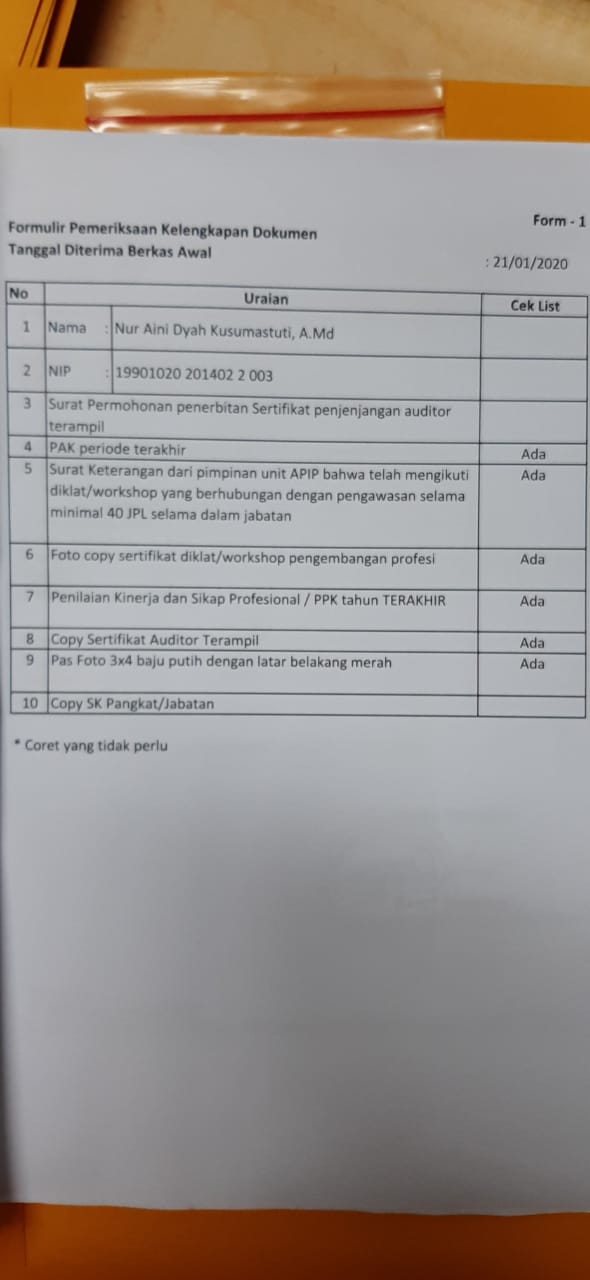 Form - 1
Formulir Pemeriksaan Kelengkapan Dokumen
Tanggal Diterima Berkas Awal : 21/01/2020
No Uraian Cek List
1 Nama : Nur Aini Dyah Kusumastuti, A.Md
2 NIP : 19901020 201402 2 003
3 Surat Permohonan penerbitan Sertifikat penjenjangan auditor
terampil
4 PAK periode terakhir Ada
5 Surat Keterangan dari pimpinan unit APIP bahwa telah mengikuti Ada
diklat/workshop yang berhubungan dengan pengawasan selama
minimal 40 JPL selama dalam jabatan
6 Foto copy sertifikat diklat/workshop pengembangan profesi Ada
7 Penilaian Kinerja dan Sikap Profesional / PPK tahun TERAKHIR Ada
8 Copy Sertifikat Auditor Terampil Ada
9 Pas Foto 3x4 baju putih dengan latar belakang merah Ada
10 Copy SK Pangkat/Jabatan
* Coret yang tidak perlu